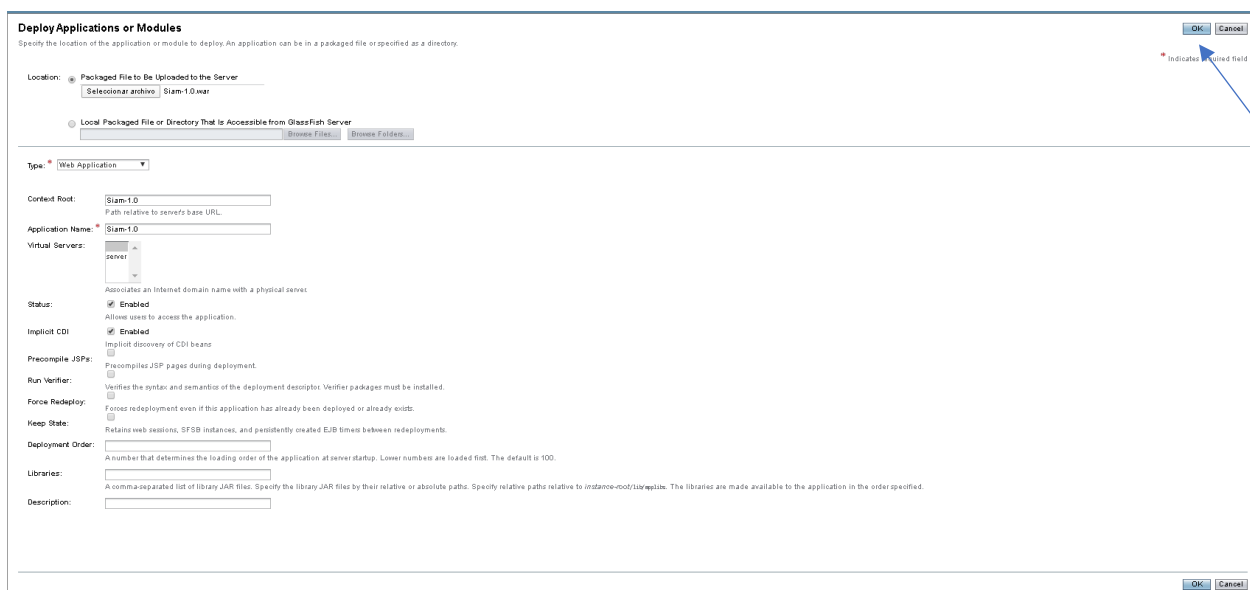 Deploy Applications or Modules
OK Cancel
Specify the location of the application or module to deploy. An application can be in a packaged file or specified as a directory.
* Indicates required field
Location: Packaged File to Be Uploaded to the Server
Seleccionar archivo Siam-1.0.war
Local Packaged File or Directory That Is Accessible from GlassFish Server
Browse Files... Browse Folders...
Type: * Web Application
Context Root: Siam-1.0
Path relative to server's base URL.
Application Name: * Siam-1.0
Virtual Servers:
server
Associates an Internet domain name with a physical server.
Status: Enabled
Allows users to access the application.
Implicit CDI Enabled
Implicit discovery of CDI beans
Precompile JSPs:
Precompiles JSP pages during deployment.
Run Verifier:
Verifies the syntax and semantics of the deployment descriptor. Verifier packages must be installed.
Force Redeploy:
Forces redeployment even if this application has already been deployed or already exists.
Keep State:
Retains web sessions, SFSB instances, and persistently created EJB timers between redeployments.
Deployment Order:
A number that determines the loading order of the application at server startup. Lower numbers are loaded first. The default is 100.
Libraries:
A comma-separated list of library JAR files. Specify the library JAR files by their relative or absolute paths. Specify relative paths relative to instance-root/lib/applibs. The libraries are made available to the application in the order specified.
Description:
OK Cancel